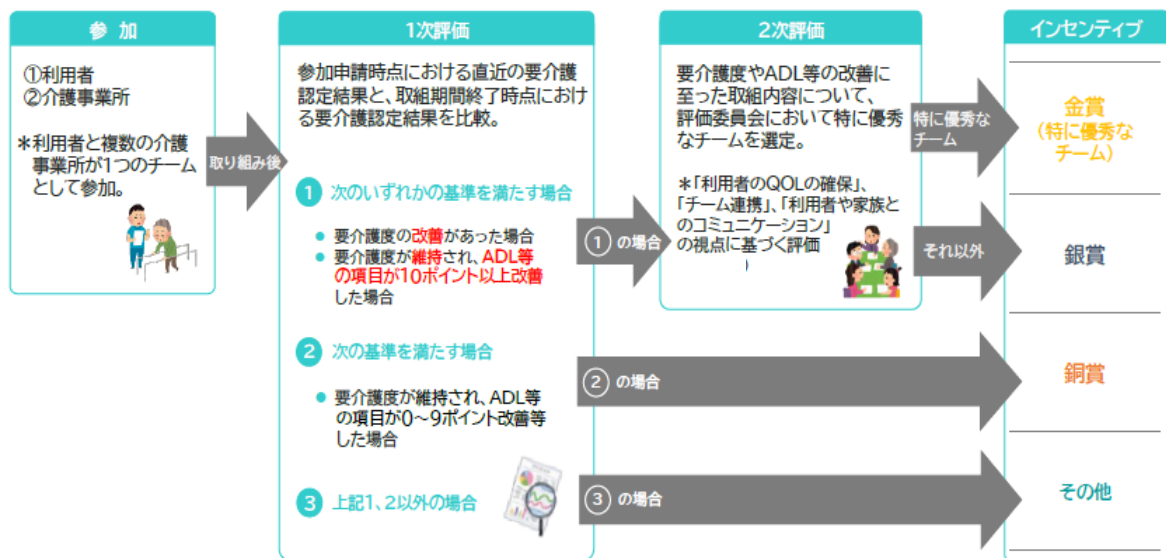 参 加
①利用者
②介護事業所
*利用者と複数の介護
事業所が1つのチーム
として参加。
取り組み後
1次評価
参加申請時点における直近の要介護
認定結果と、取組期間終了時点におけ
る要介護認定結果を比較。
1 次のいずれかの基準を満たす場合
● 要介護度の改善があった場合
● 要介護度が維持され、ADL等
の項目が10ポイント以上改善
した場合
2 次の基準を満たす場合
● 要介護度が維持され、ADL等
の項目が0〜9ポイント改善等
した場合
3 上記1、2以外の場合
① の場合
② の場合
③ の場合
2次評価
要介護度やADL等の改善に
至った取組内容について、
評価委員会において特に優秀
なチームを選定。
*「利用者のQOLの確保」、
「チーム連携」、「利用者や家族と
のコミュニケーション」
の視点に基づく評価
)
特に優秀な
チーム
それ以外
インセンティブ
金賞
(特に優秀な
チーム)
銀賞
銅賞
その他